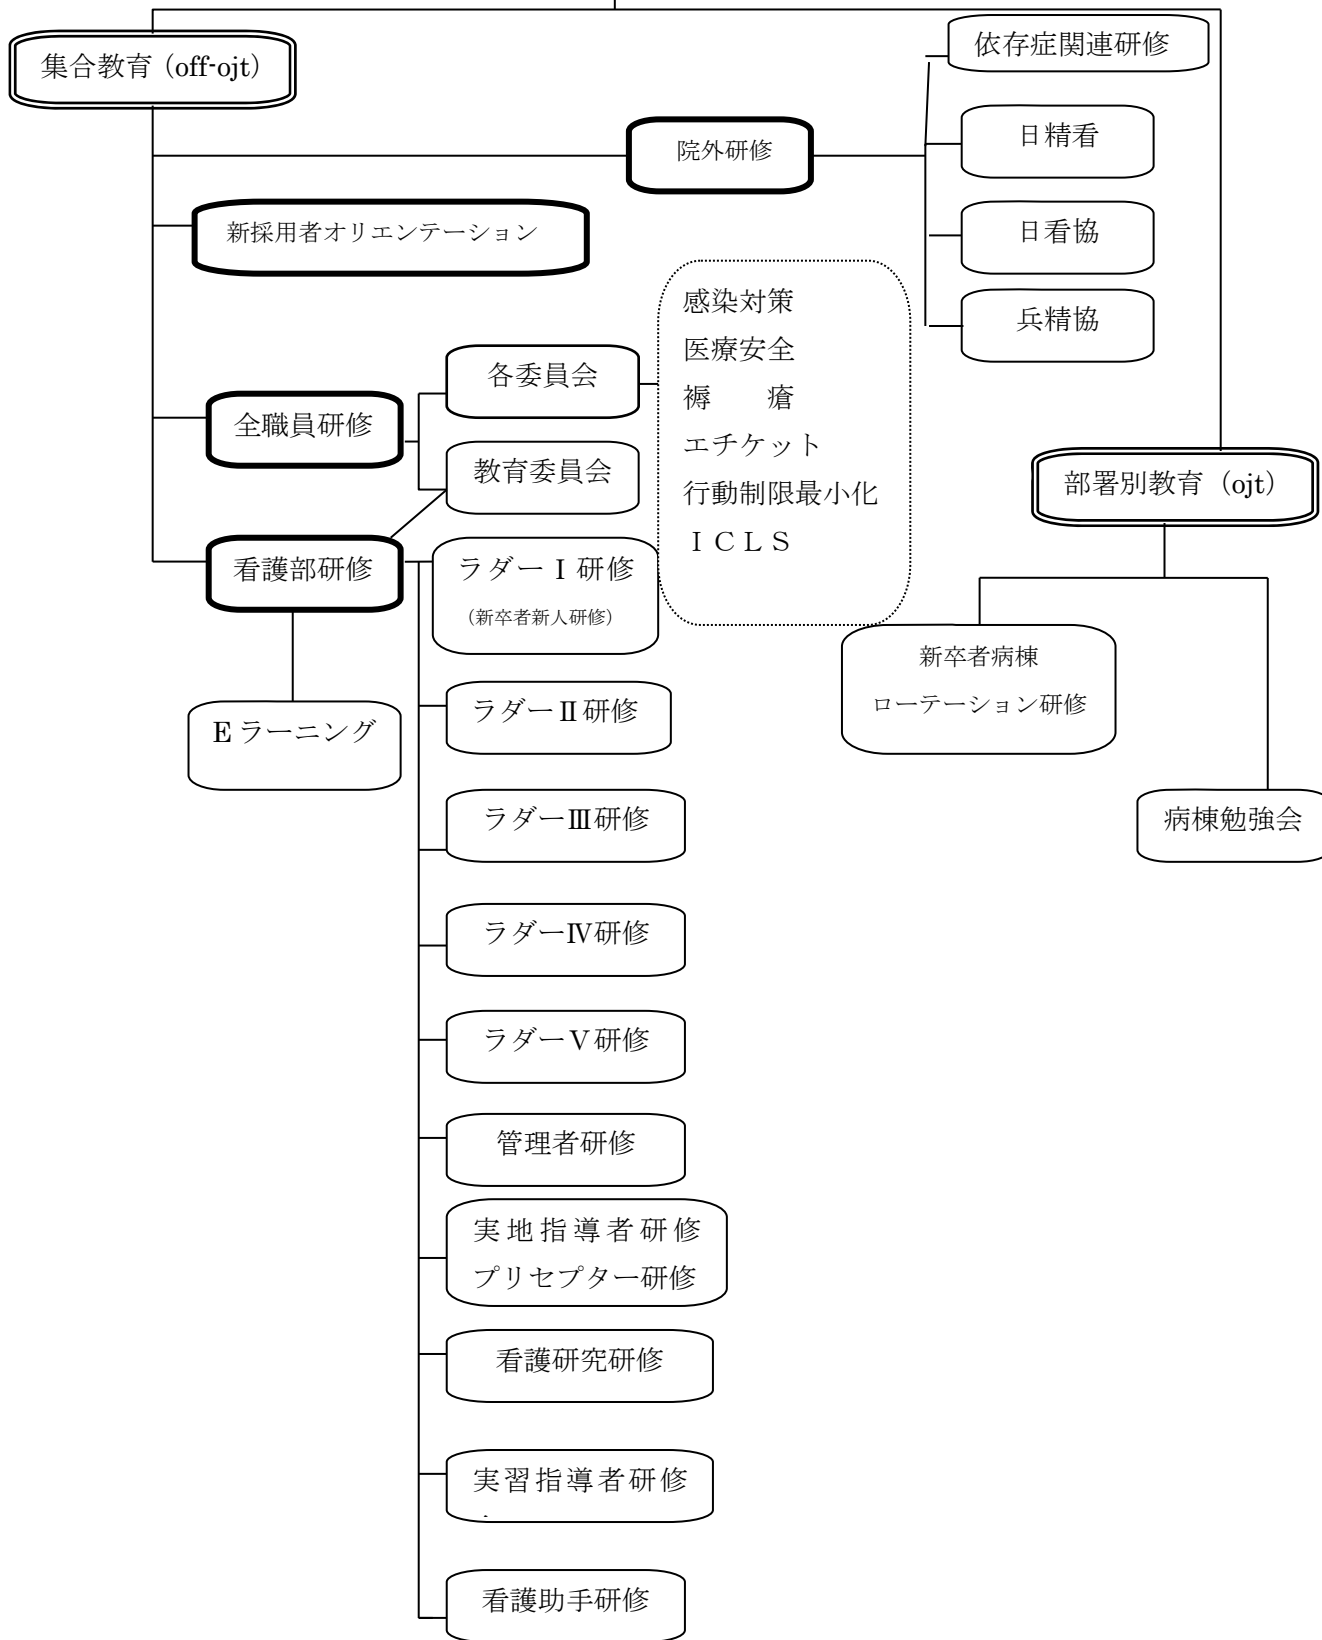 集合教育（off-ojt）
依存症関連研修
院外研修
日精看
日看協
兵精協
新採用者オリエンテーション
全職員研修
各委員会
教育委員会
感染対策
医療安全
褥　　瘡
エチケット
行動制限最小化
ＩＣＬＳ
部署別教育（ojt）
新卒者病棟
ローテーション研修
病棟勉強会
看護部研修
Eラーニング
ラダーⅠ研修
（新卒者新人研修）
ラダーⅡ研修
ラダーⅢ研修
ラダーⅣ研修
ラダーⅤ研修
管理者研修
実地指導者研修
プリセプター研修
看護研究研修
実習指導者研修
看護助手研修